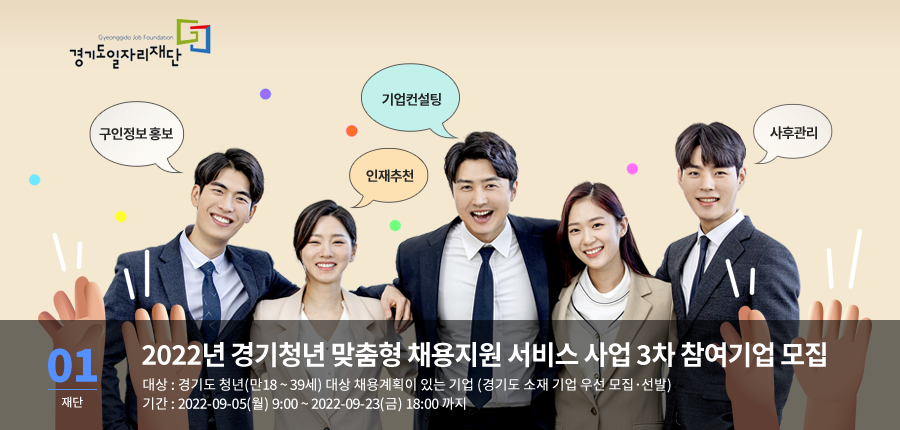 Gyeonggido Job Foundation
경기도일자리재단
기업컨설팅
구인정보 홍보
사후관리
인재추천
01
재단
2022년 경기청년 맞춤형 채용지원 서비스 사업 3차 참여기업 모집
대상 : 경기도 청년(만18 ~ 39세) 대상 채용계획이 있는 기업 (경기도 소재 기업 우선 모집·선발)
기간 : 2022-09-05(월) 9:00 ~ 2022-09-23(금) 18:00 까지